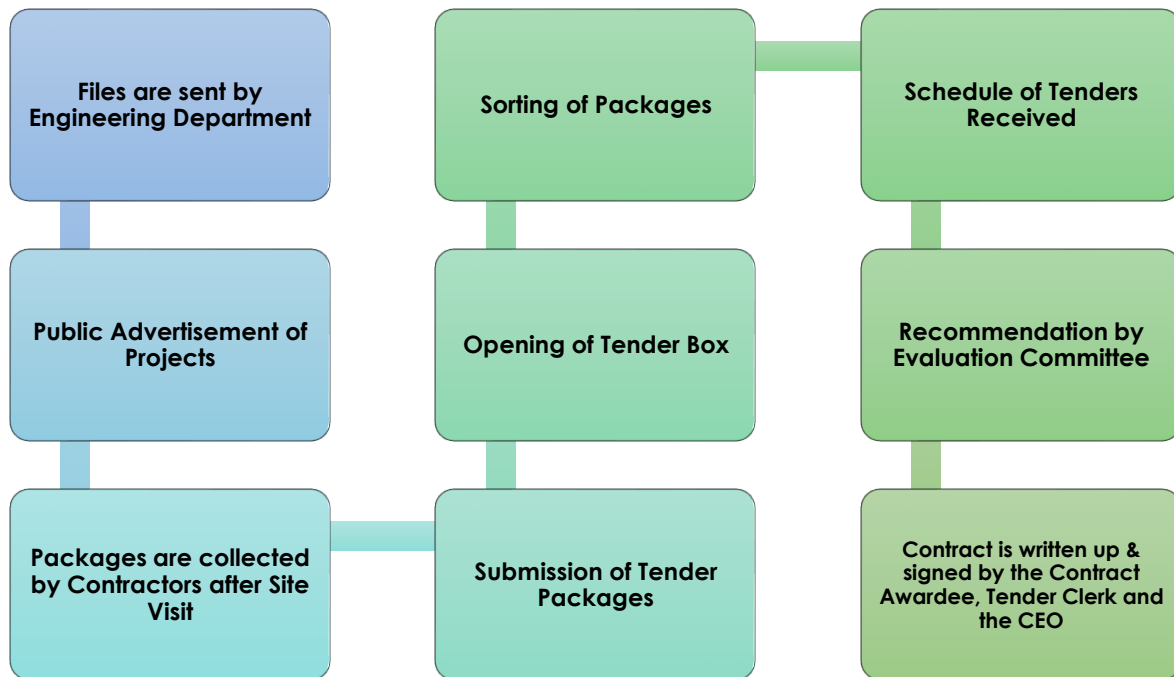 Files are sent by
Engineering Department
Public Advertisement of
Projects
Packages are collected
by Contractors after Site
Visit
Submission of Tender
Packages
Opening of Tender Box
Sorting of Packages
Schedule of Tenders
Received
Recommendation by
Evaluation Committee
Contract is written up &
signed by the Contract
Awardee, Tender Clerk and
the CEO